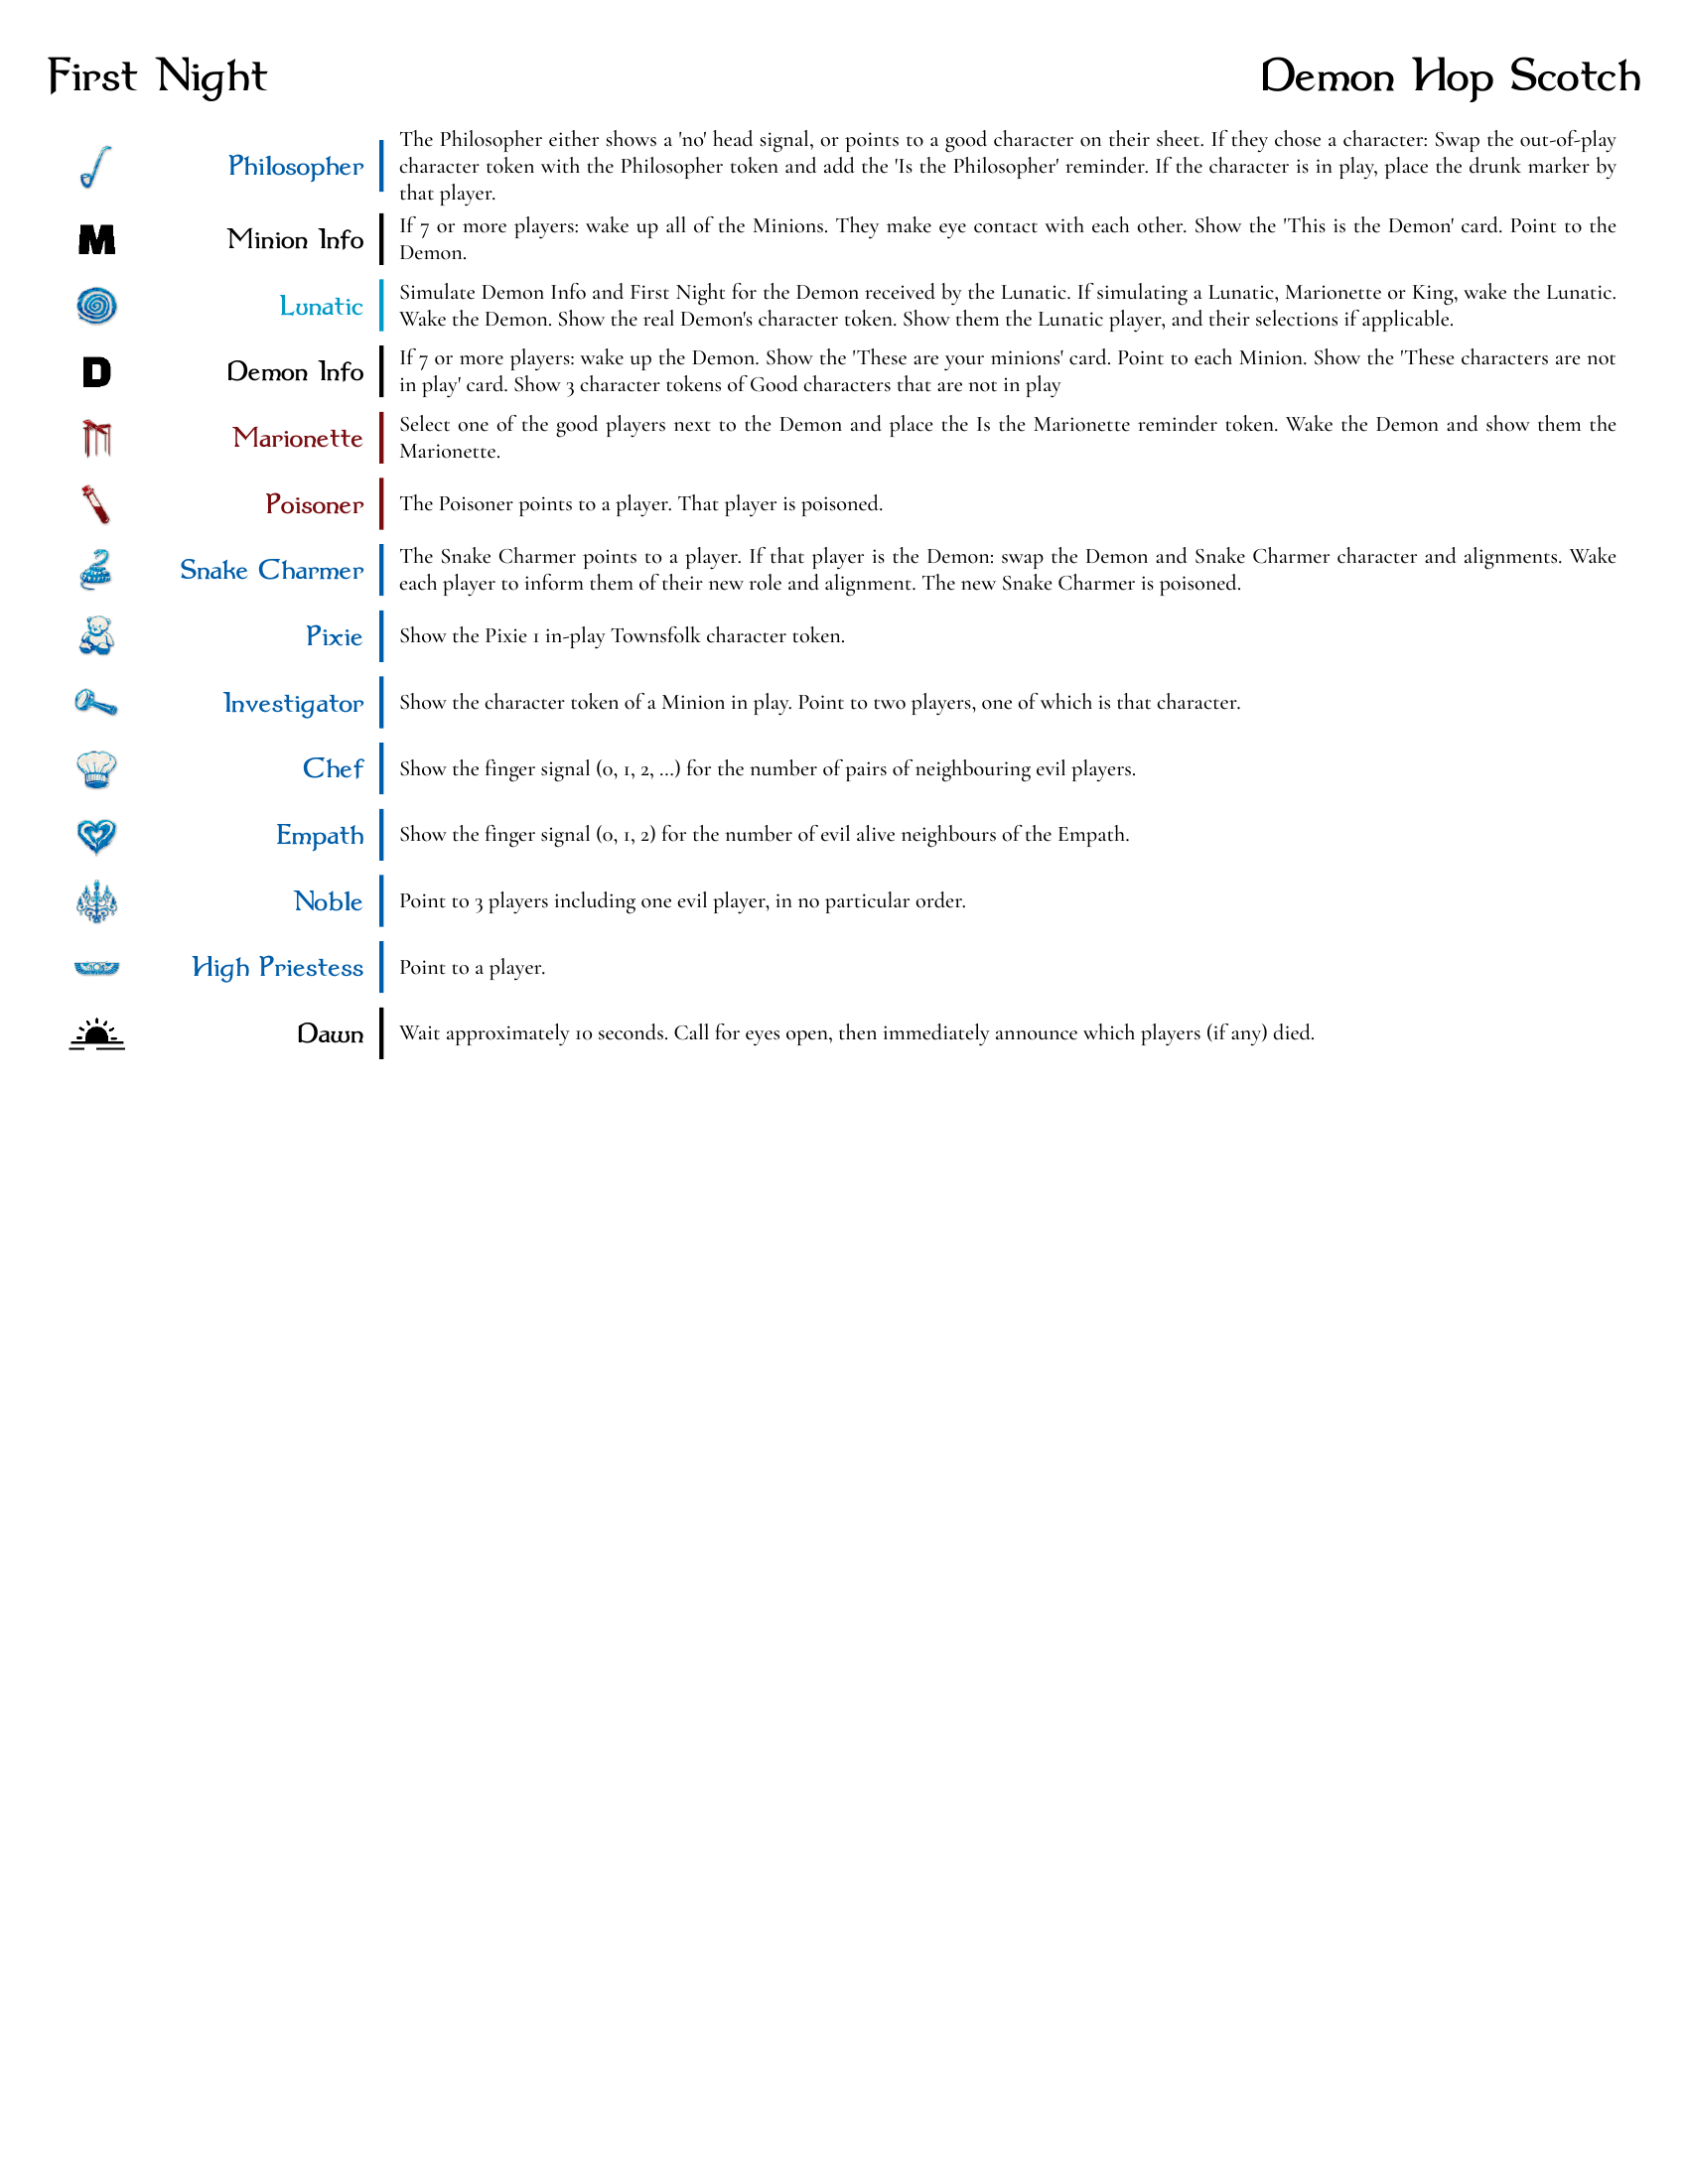 First Night
Demon Hop Scotch
Philosopher
The Philosopher either shows a 'no' head signal, or points to a good character on their sheet. If they chose a character: Swap the out-of-play
character token with the Philosopher token and add the 'Is the Philosopher' reminder. If the character is in play, place the drunk marker by
that player.
M
Minion Info
If 7 or more players: wake up all of the Minions. They make eye contact with each other. Show the 'This is the Demon' card. Point to the
Demon.
Lunatic
Simulate Demon Info and First Night for the Demon received by the Lunatic. If simulating a Lunatic, Marionette or King, wake the Lunatic.
Wake the Demon. Show the real Demon's character token. Show them the Lunatic player, and their selections if applicable.
D
Demon Info
If 7 or more players: wake up the Demon. Show the 'These are your minions' card. Point to each Minion. Show the 'These characters are not
in play' card. Show 3 character tokens of Good characters that are not in play
Marionette
Select one of the good players next to the Demon and place the Is the Marionette reminder token. Wake the Demon and show them the
Marionette.
Poisoner
The Poisoner points to a player. That player is poisoned.
Snake Charmer
The Snake Charmer points to a player. If that player is the Demon: swap the Demon and Snake Charmer character and alignments. Wake
each player to inform them of their new role and alignment. The new Snake Charmer is poisoned.
Pixie
Show the Pixie 1 in-play Townsfolk character token.
Investigator
Show the character token of a Minion in play. Point to two players, one of which is that character.
Chef
Show the finger signal (0, 1, 2, ...) for the number of pairs of neighbouring evil players.
Empath
Show the finger signal (0, 1, 2) for the number of evil alive neighbours of the Empath.
Noble
Point to 3 players including one evil player, in no particular order.
High Priestess
Point to a player.
Dawn
Wait approximately 10 seconds. Call for eyes open, then immediately announce which players (if any) died.